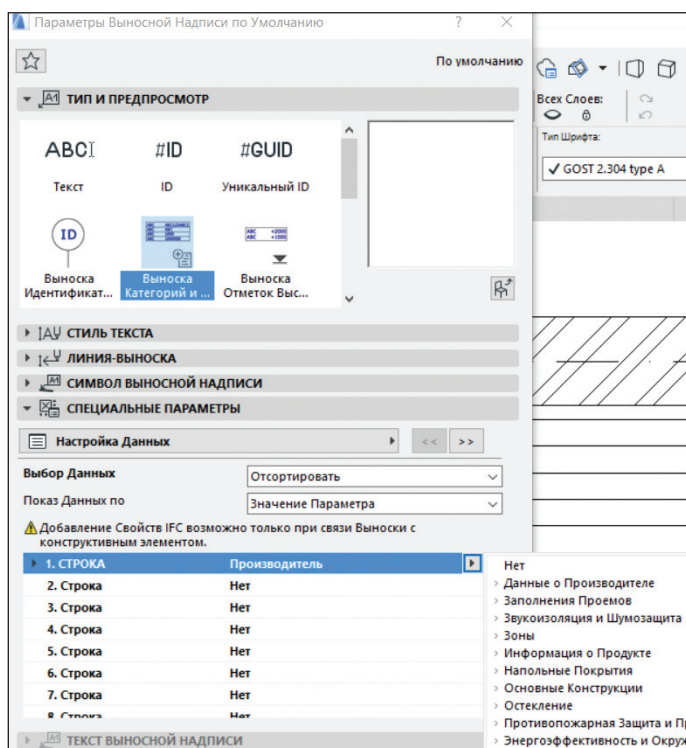 Параметры Выносной Надписи по Умолчанию
По умолчанию
ТИП И ПРЕДПРОСМОТР
ABC #ID #GUID
Текст ID Уникальный ID
ID
Выноска Выноска Выноска
Идентификат... Категорий и ... Отметок Выс...
СТИЛЬ ТЕКСТА
ЛИНИЯ-ВЫНОСКА
СИМВОЛ ВЫНОСНОЙ НАДПИСИ
СПЕЦИАЛЬНЫЕ ПАРАМЕТРЫ
Настройка Данных << >>
Выбор Данных Отсортировать
Показ Данных по Значение Параметра
Добавление Свойств IFC возможно только при связи Выноски с
конструктивным элементом.
1. СТРОКА Производитель
2. Строка Нет
3. Строка Нет
4. Строка Нет
5. Строка Нет
6. Строка Нет
7. Строка Нет
8. Строка Нет
ТЕКСТ ВЫНОСНОЙ НАДПИСИ
Всех Слоев:
Тип Шрифта:
GOST 2.304 type A
Нет
Данные о Производителе
Заполнения Проемов
Звукоизоляция и Шумозащита
Зоны
Информация о Продукте
Напольные Покрытия
Основные Конструкции
Остекление
Противопожарная Защита и
Энергоэффективность и